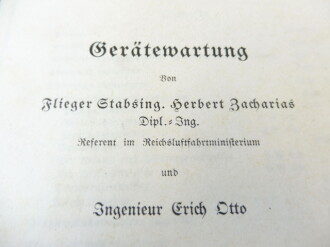 Gerätewartung
Von
Flieger Stabsing. Herbert Zacharias
Dipl.-Ing.
Referent im Reichsluftfahrtministerium
und
Ingenieur Erich Otto